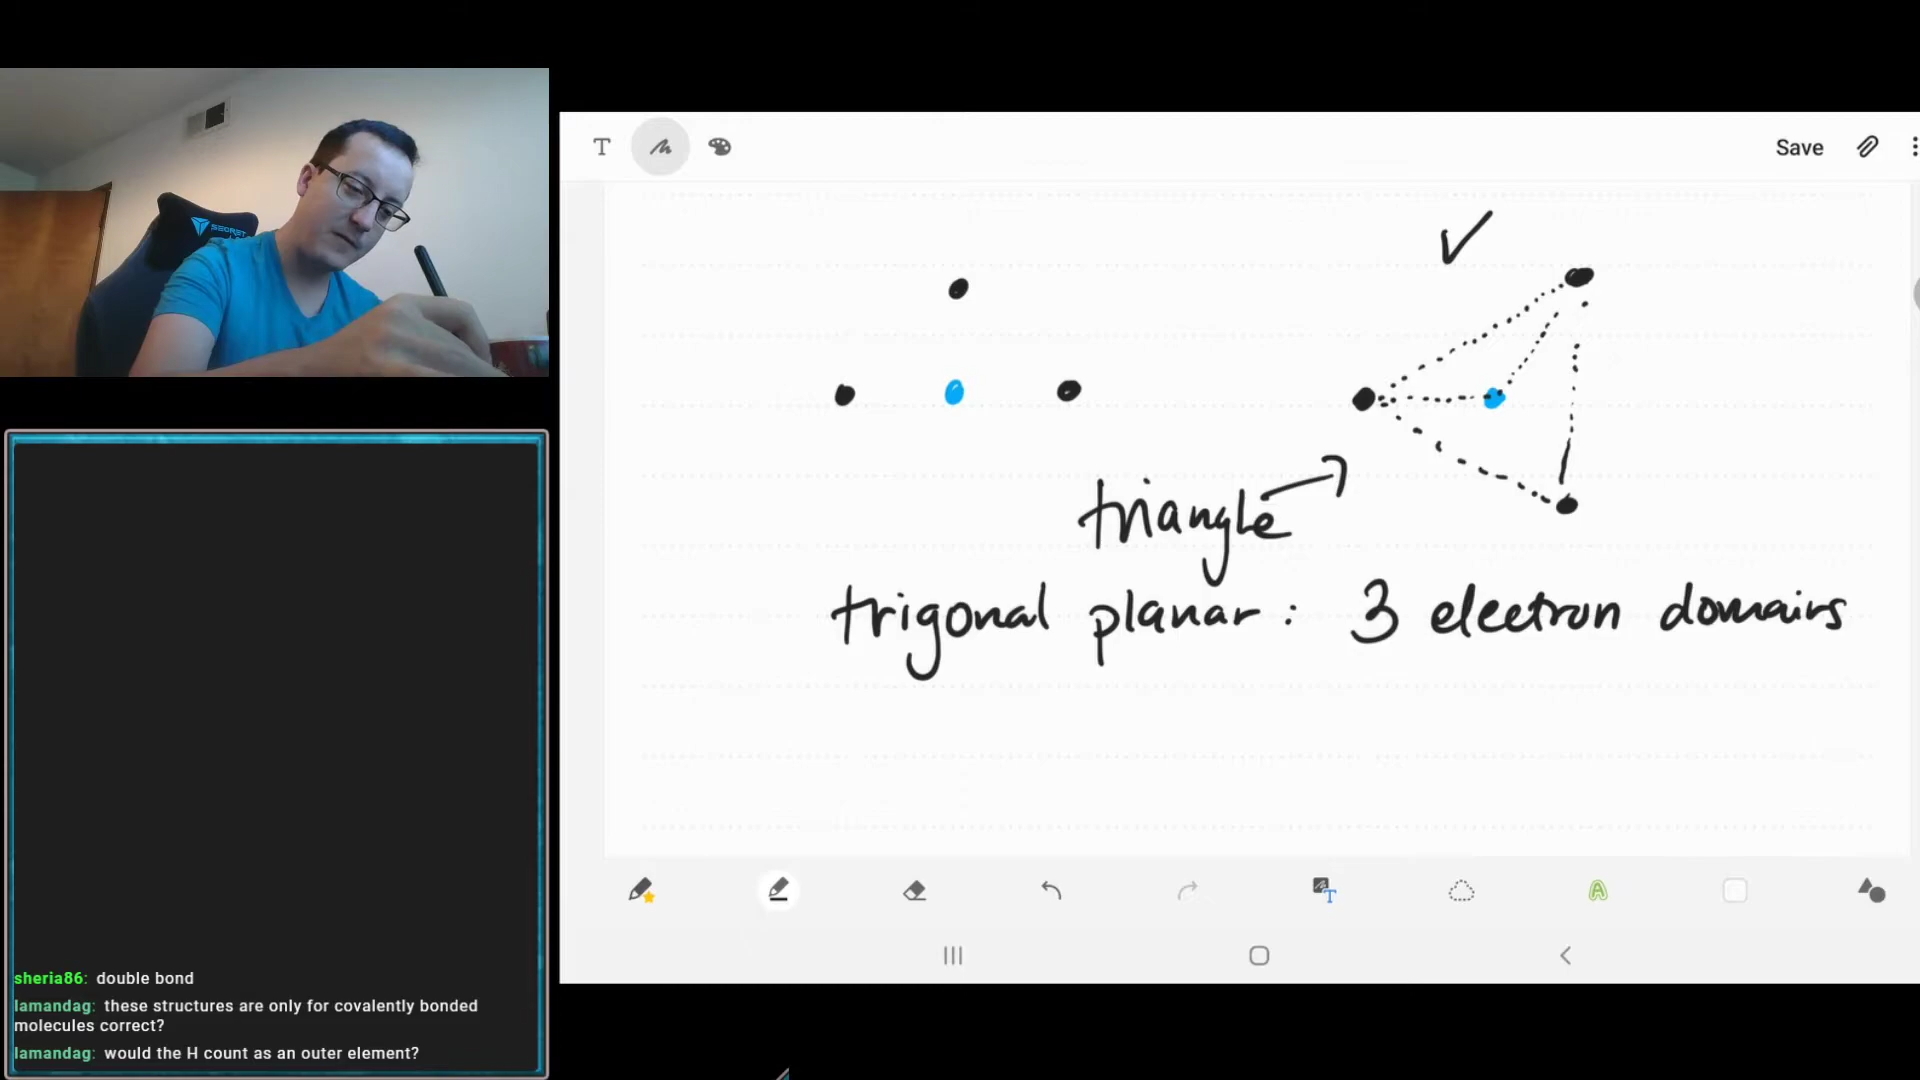 T
Save
SECRET
triangle
trigonal planar: 3 electron domains
T
A
sheria86: double bond
lamandag: these structures are only for covalently bonded
molecules correct?
lamandag: would the H count as an outer element?